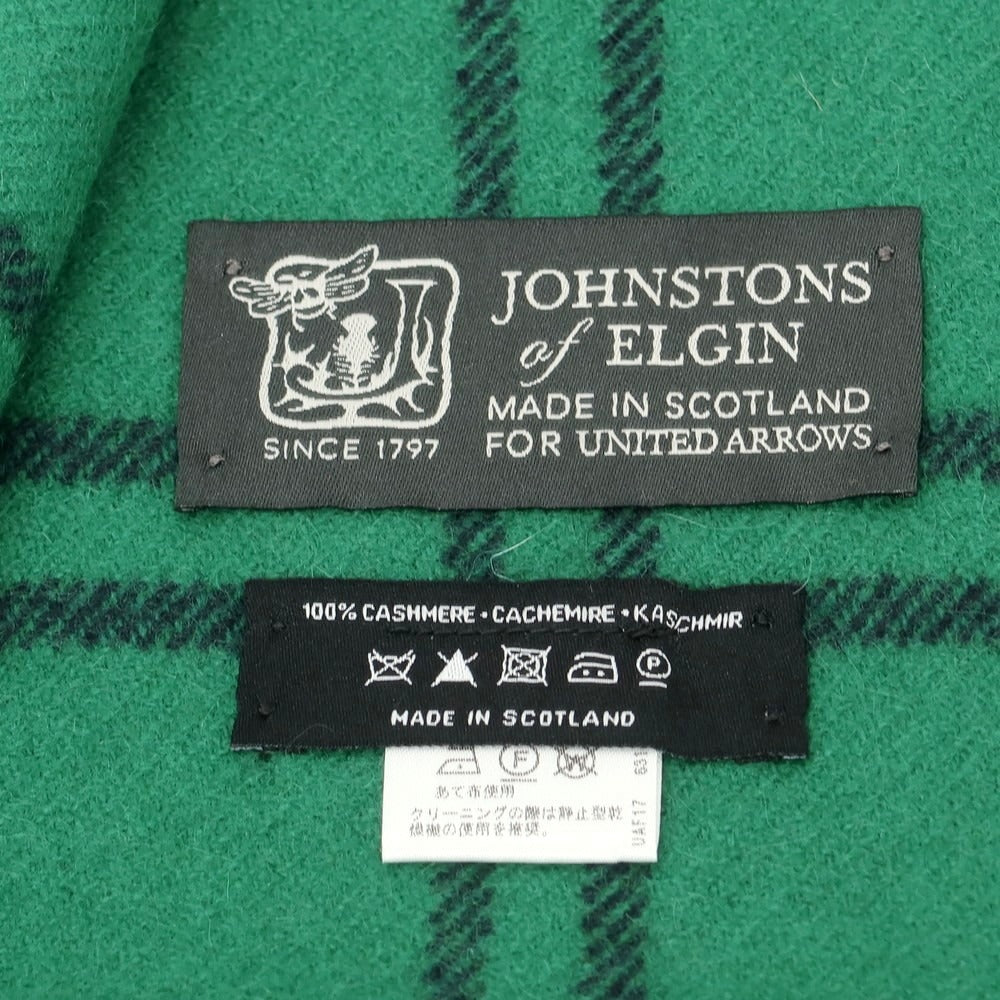 JOHNSTONS
of ELGIN
MADE IN SCOTLAND
FOR UNITED ARROWS
SINCE 1797
100% CASHMERE • CACHEMIRE • KASCHMIR
P
MADE IN SCOTLAND
F
あて布使用
クリーニングの際は静止型乾
燥機の使用を推奨。
UAF17